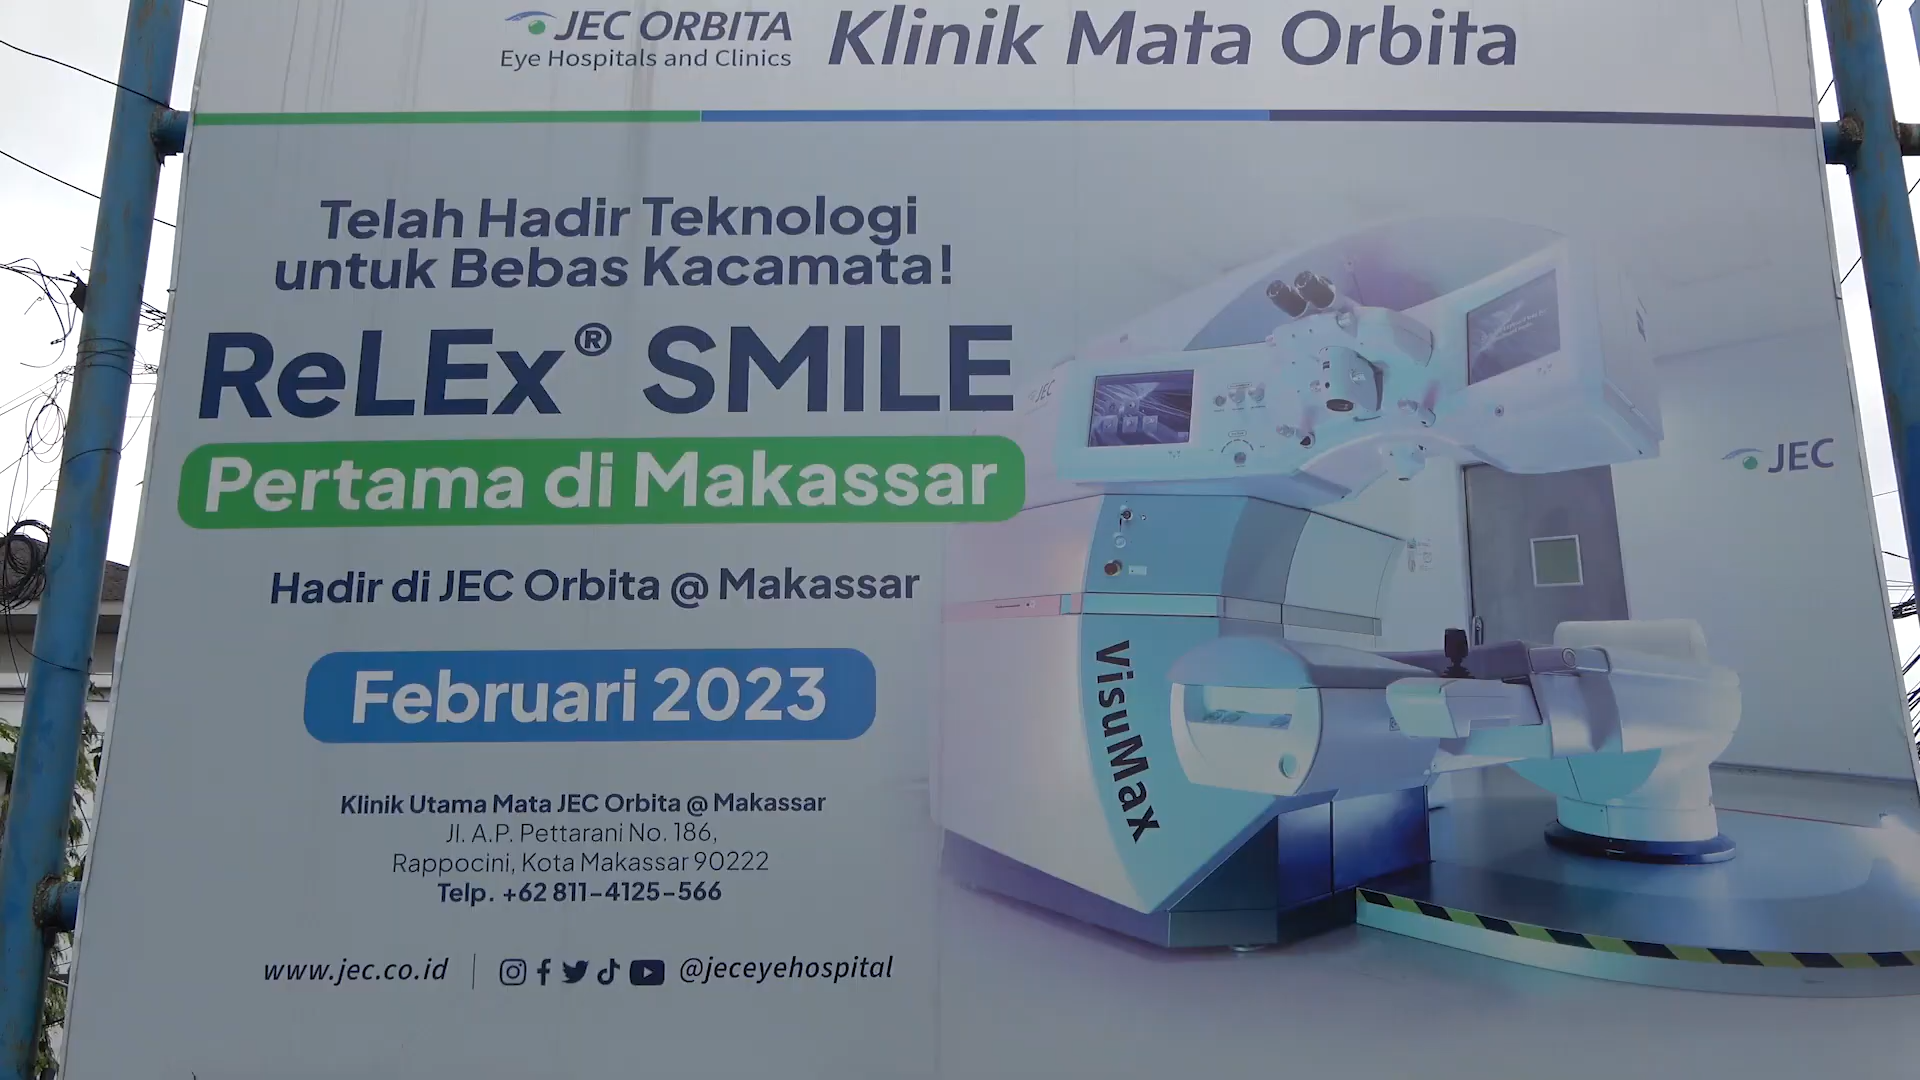 JEC ORBITA
Eye Hospitals and Clinics
Klinik Mata Orbita
Telah Hadir Teknologi
untuk Bebas Kacamata!
ReLEx® SMILE
Pertama di Makassar
Hadir di JEC Orbita @ Makassar
Februari 2023
Klinik Utama Mata JEC Orbita @ Makassar
Jl. A.P. Pettarani No. 186,
Rappocini, Kota Makassar 90222
Telp. +62 811-4125-566
www.jec.co.id
@jeceyehospital
JEC
VisuMax
JEC